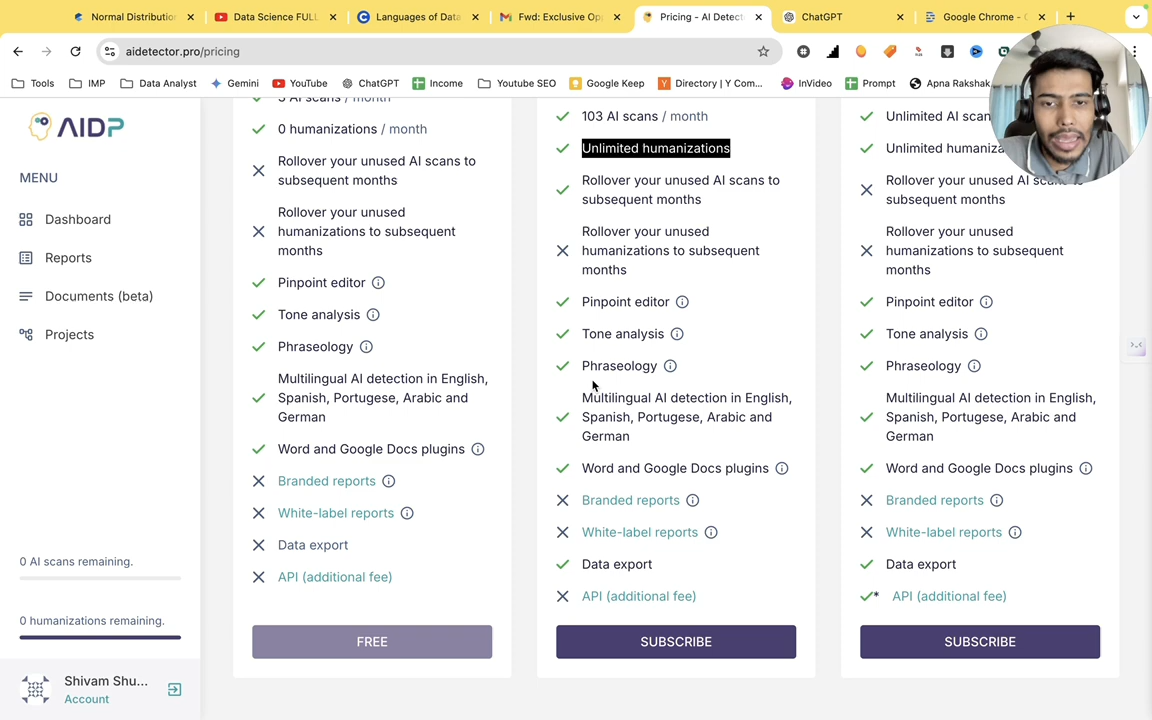 Normal Distributio
Data Science FULL
Languages of Data
Fwd: Exclusive Op
Pricing - AI Detect
ChatGPT
Google Chrome - 
aidetector.pro/pricing
Tools
IMP
Data Analyst
Gemini
YouTube
ChatGPT
Income
Youtube SEO
Google Keep
Directory | Y Com...
InVideo
Prompt
Apna Rakshak
AIDP
MENU
Dashboard
Reports
Documents (beta)
Projects
0 AI scans remaining.
0 humanizations remaining.
Shivam Shu...
Account
3 AI scans / month
0 humanizations / month
Rollover your unused AI scans to
subsequent months
Rollover your unused
humanizations to subsequent
months
Pinpoint editor
Tone analysis
Phraseology
Multilingual AI detection in English,
Spanish, Portugese, Arabic and
German
Word and Google Docs plugins
Branded reports
White-label reports
Data export
API (additional fee)
FREE
103 AI scans / month
Unlimited humanizations
Rollover your unused AI scans to
subsequent months
Rollover your unused
humanizations to subsequent
months
Pinpoint editor
Tone analysis
Phraseology
Multilingual AI detection in English,
Spanish, Portugese, Arabic and
German
Word and Google Docs plugins
Branded reports
White-label reports
Data export
API (additional fee)
SUBSCRIBE
Unlimited AI scan
Unlimited humaniza
Rollover your unused AI scans to
subsequent months
Rollover your unused
humanizations to subsequent
months
Pinpoint editor
Tone analysis
Phraseology
Multilingual AI detection in English,
Spanish, Portugese, Arabic and
German
Word and Google Docs plugins
Branded reports
White-label reports
Data export
* API (additional fee)
SUBSCRIBE